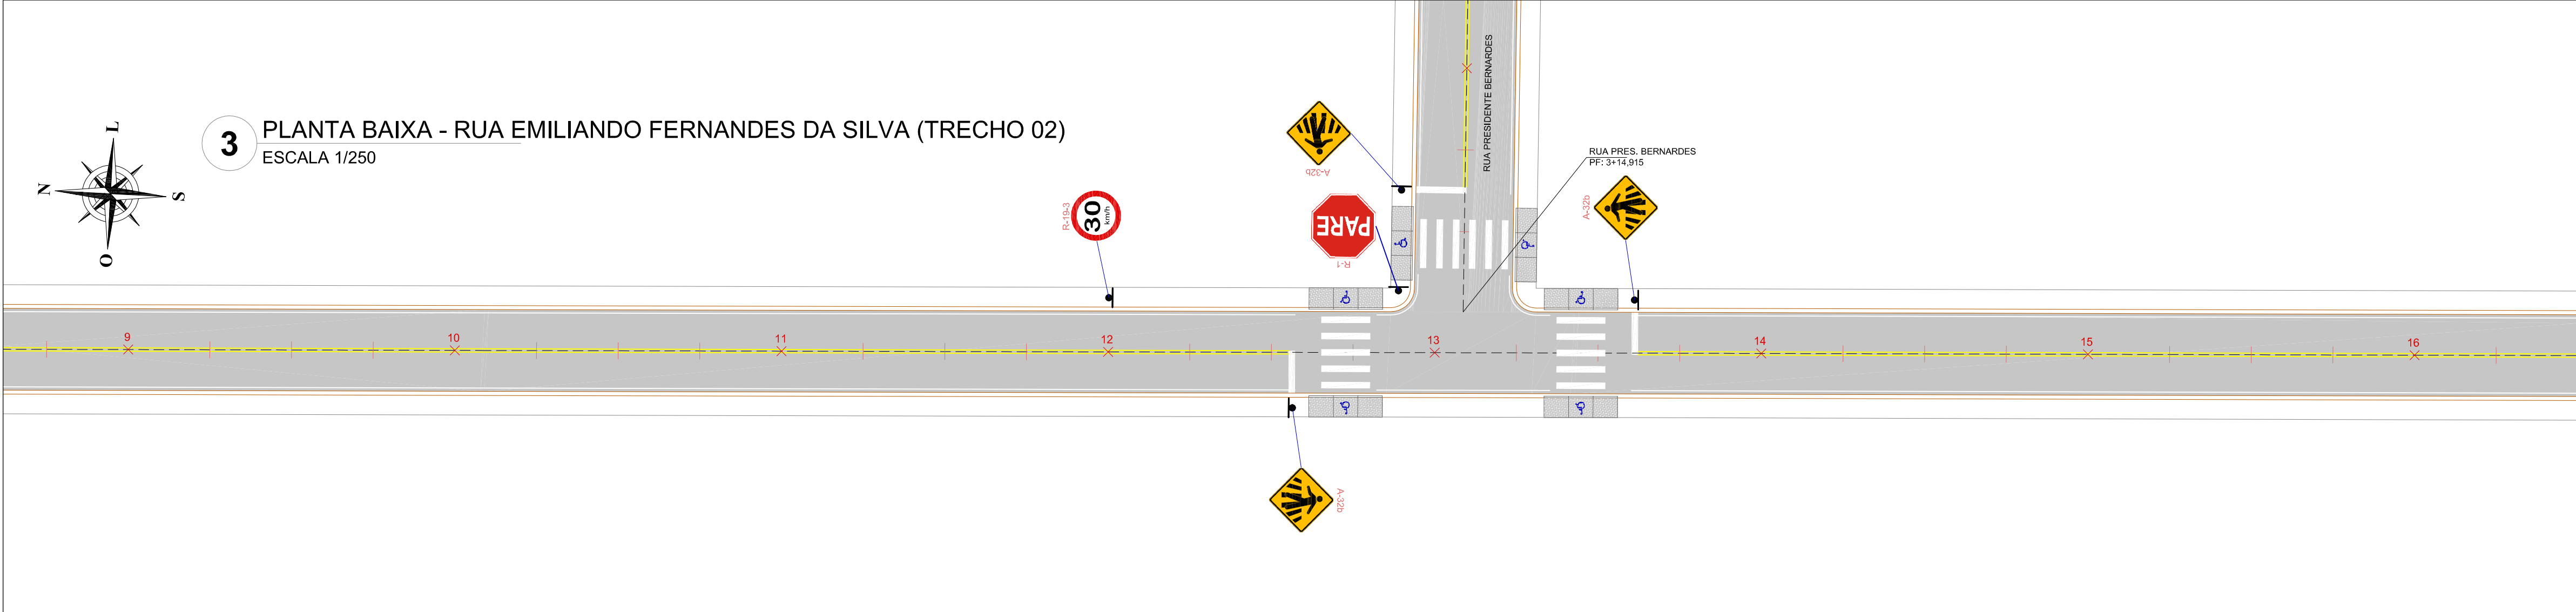 3
PLANTA BAIXA - RUA EMILIANDO FERNANDES DA SILVA (TRECHO 02)
ESCALA 1/250
L
N
S
O
R-19-3
30
km/h
A-32b
PARE
R-1
RUA PRESIDENTE BERNARDES
RUA PRES. BERNARDES
PF: 3+14,915
A-32b
9
10
11
12
13
14
15
16
A-32b